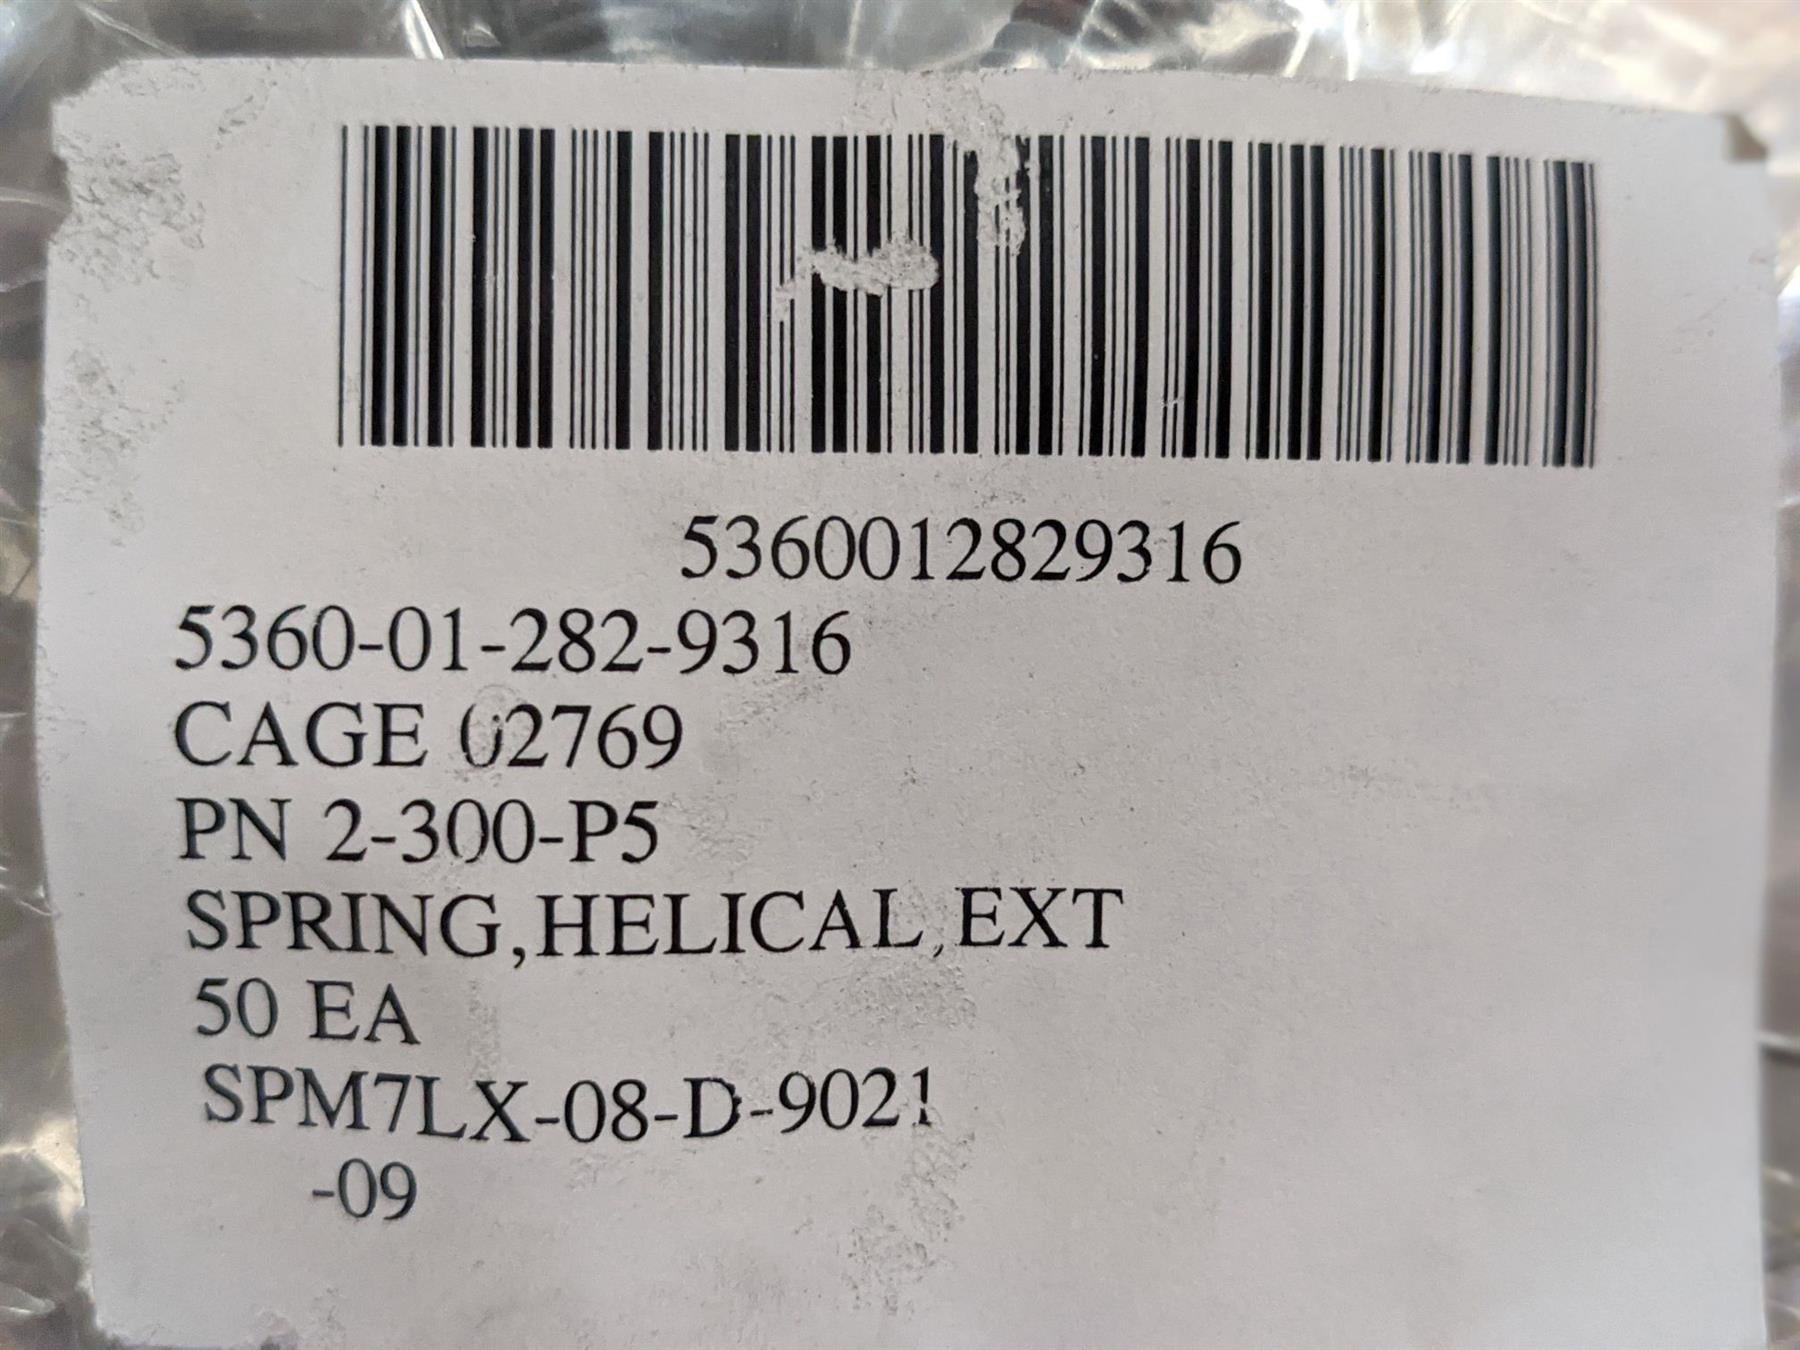 5360012829316
5360-01-282-9316
CAGE 02769
PN 2-300-P5
SPRING,HELICAL,EXT
50 EA
SPM7LX-08-D-9021
-09